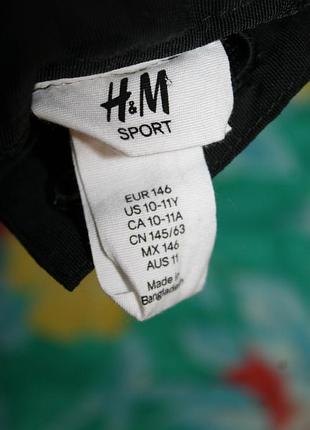 H&M
SPORT
EUR 146
US 10-11Y
CA 10-11A
CN 145/63
MX 146
AUS 11
Made in
Bangladesh